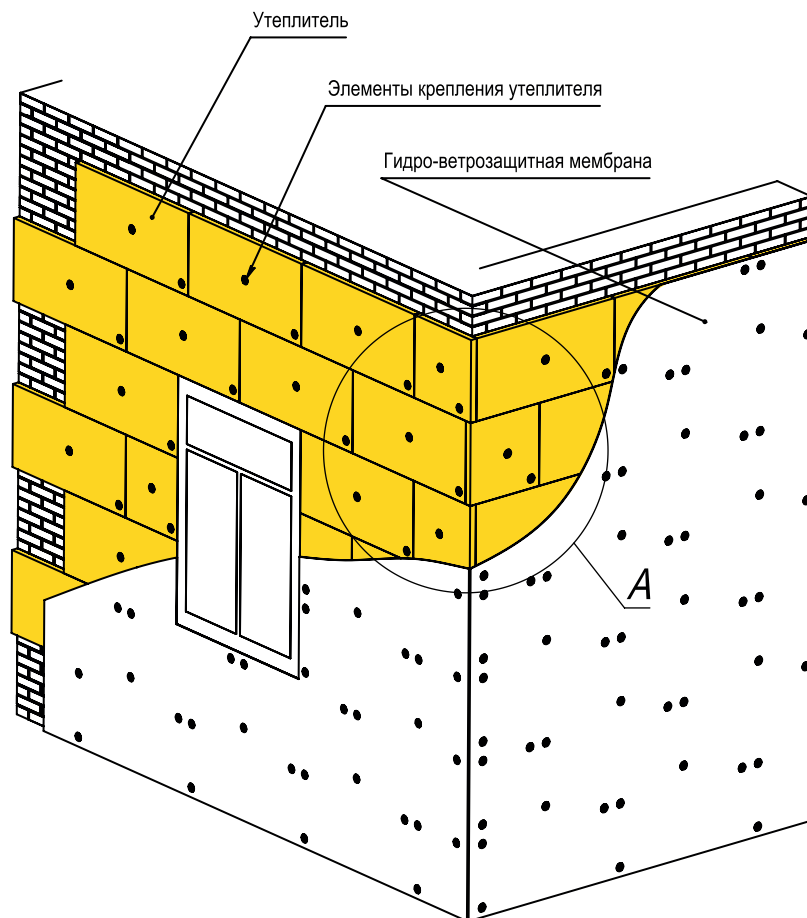 Утеплитель
Элементы крепления утеплителя
Гидро-ветрозащитная мембрана
А